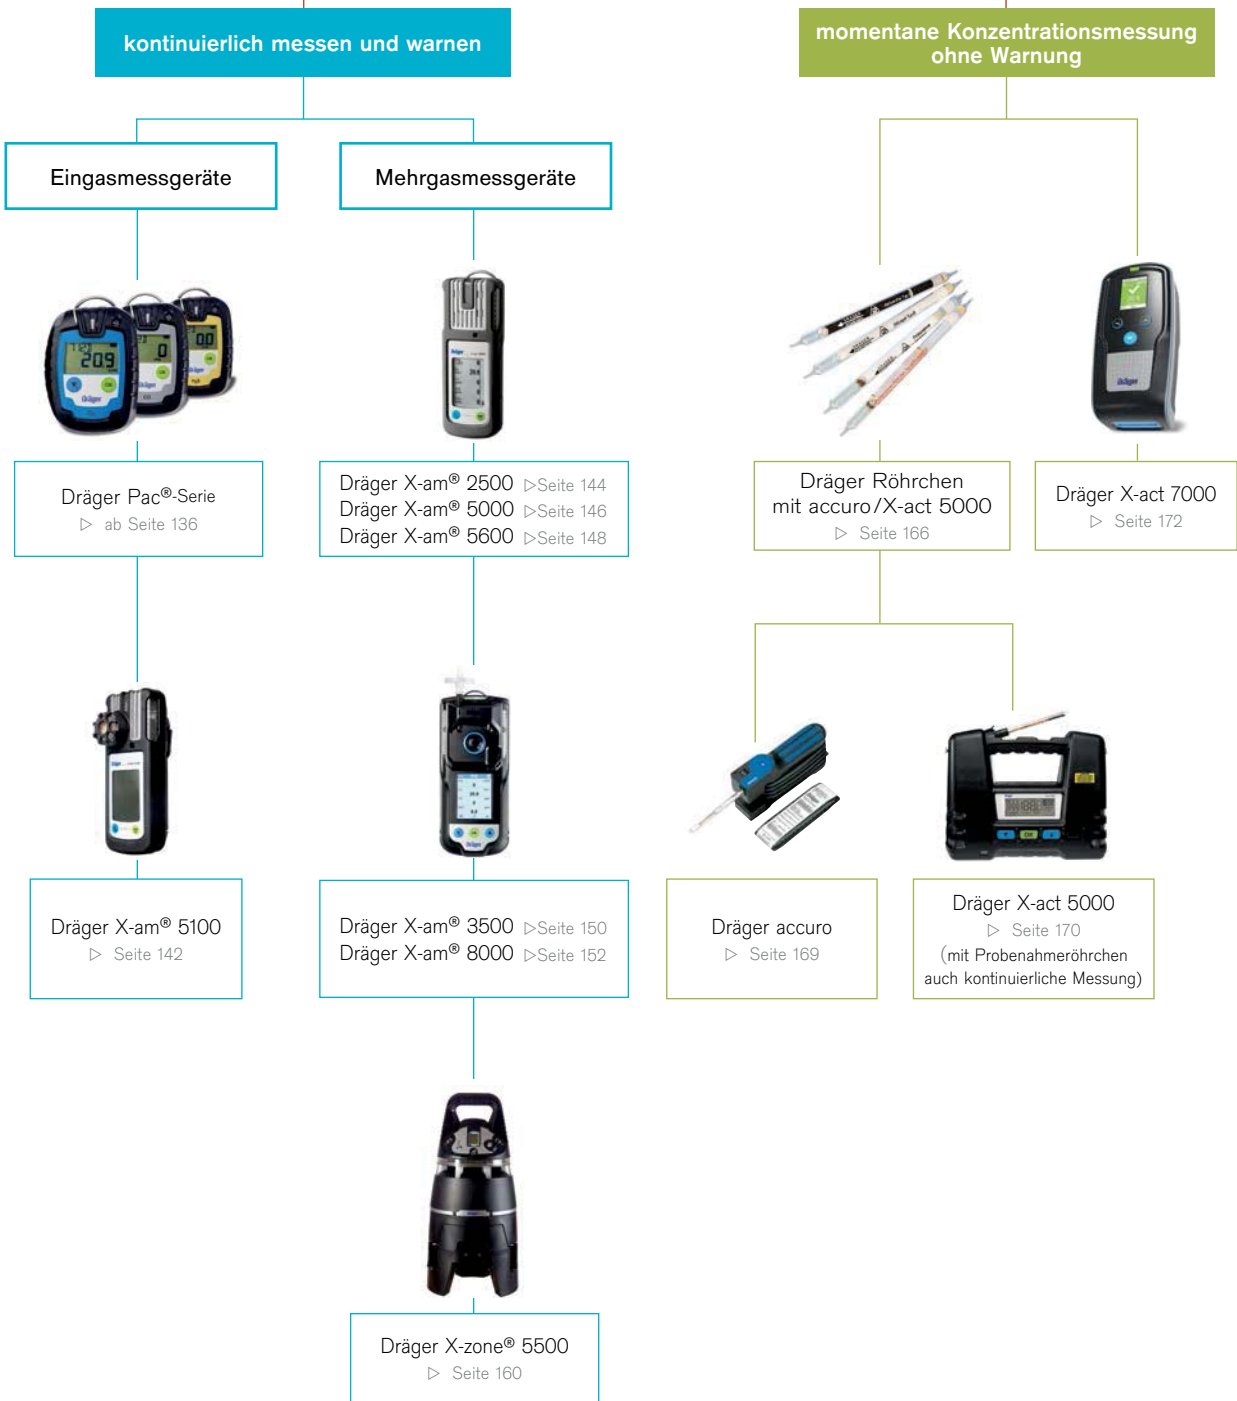 kontinuierlich messen und warnen
momentane Konzentrationsmessung
ohne Warnung
Eingasmessgeräte
Mehrgasmessgeräte
Dräger Pac®-Serie
▷ ab Seite 136
Dräger X-am® 2500 ▷Seite 144
Dräger X-am® 5000 ▷Seite 146
Dräger X-am® 5600 ▷Seite 148
Dräger Röhrchen
mit accuro/X-act 5000
▷ Seite 166
Dräger X-act 7000
▷ Seite 172
Dräger X-am® 5100
▷ Seite 142
Dräger X-am® 3500 ▷Seite 150
Dräger X-am® 8000 ▷Seite 152
Dräger accuro
▷ Seite 169
Dräger X-act 5000
▷ Seite 170
(mit Probenahmeröhrchen
auch kontinuierliche Messung)
Dräger X-zone® 5500
▷ Seite 160